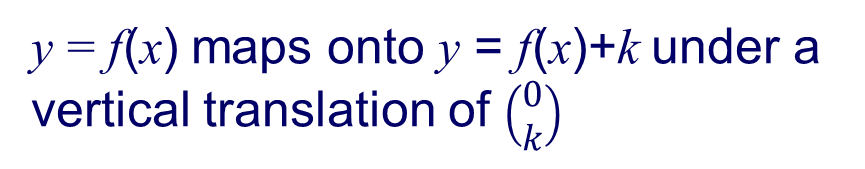 y = f(x) maps onto y = f(x)+k under a
vertical translation of (0
k)